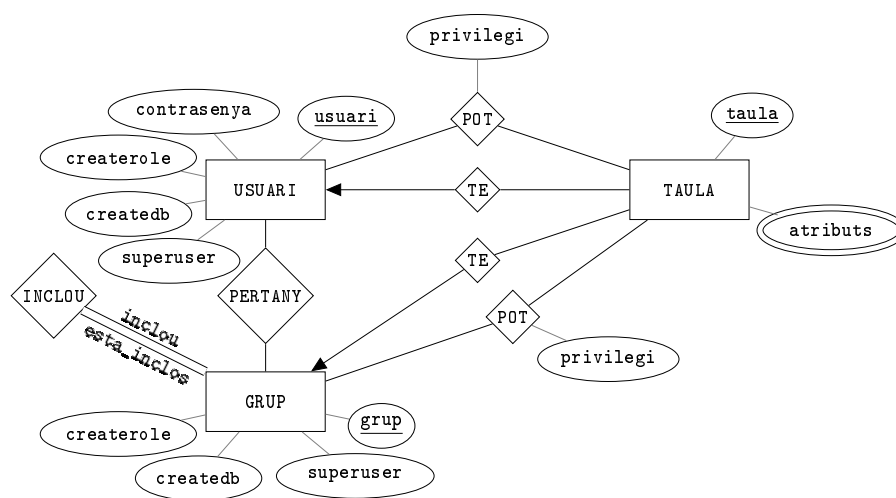 privilegi
contrasenya
usuari
POT
taula
createrole
USUARI
TE
TAULA
createdb
atributs
superuser
TE
INCLOU
PERTANY
inclou
esta_inclos
POT
privilegi
GRUP
grup
createrole
createdb
superuser